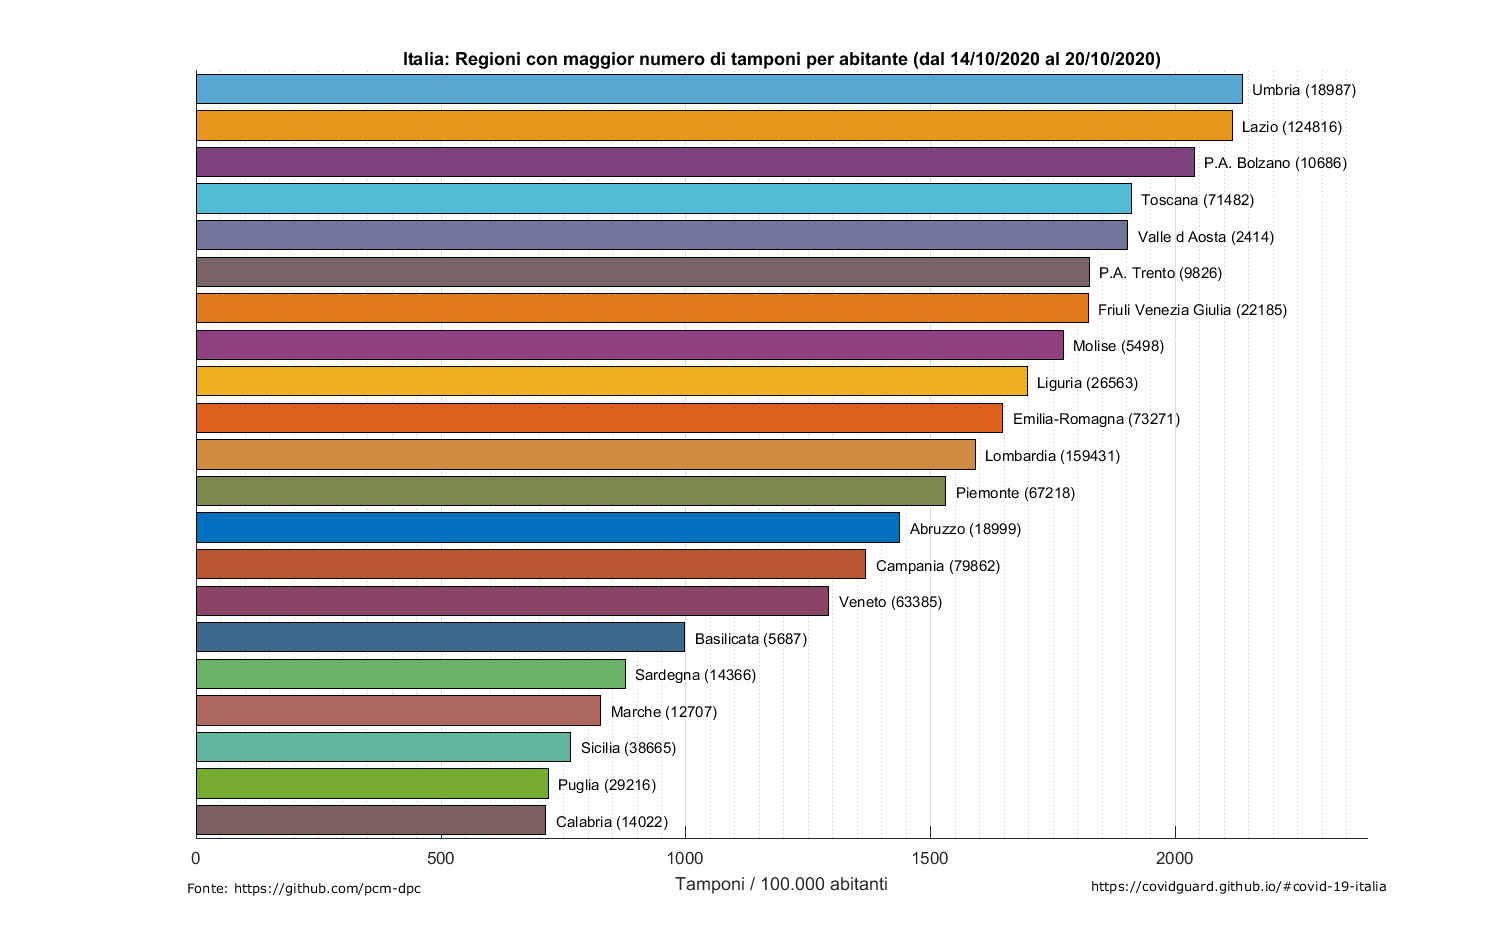 Italia: Regioni con maggior numero di tamponi per abitante (dal 14/10/2020 al 20/10/2020)
Umbria (18987)
Lazio (124816)
P.A. Bolzano (10686)
Toscana (71482)
Valle d Aosta (2414)
P.A. Trento (9826)
Friuli Venezia Giulia (22185)
Molise (5498)
Liguria (26563)
Emilia-Romagna (73271)
Lombardia (159431)
Piemonte (67218)
Abruzzo (18999)
Campania (79862)
Veneto (63385)
Basilicata (5687)
Sardegna (14366)
Marche (12707)
Sicilia (38665)
Puglia (29216)
Calabria (14022)
0 500 1000 1500 2000
Tamponi / 100.000 abitanti
Fonte: https://github.com/pcm-dpc
https://covidguard.github.io/#covid-19-italia